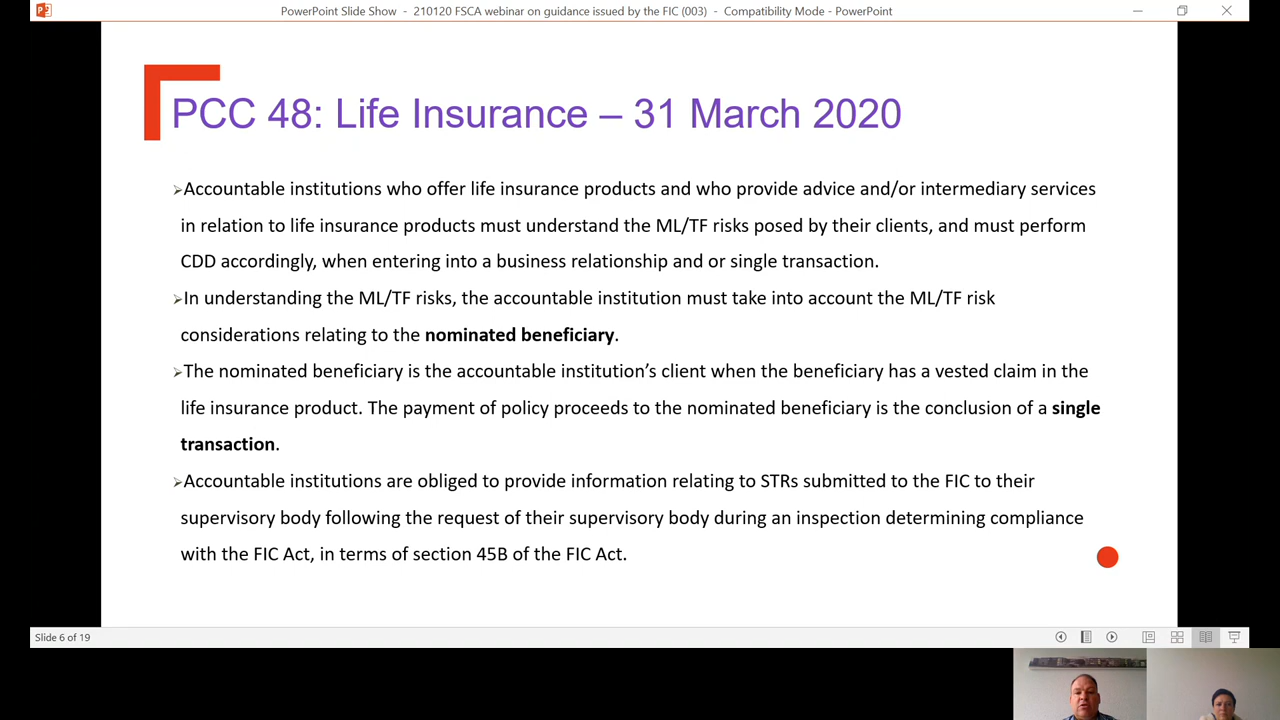 PowerPoint Slide Show - 210120 FSCA webinar on guidance issued by the FIC (003) - Compatibility Mode - PowerPoint
PCC 48: Life Insurance – 31 March 2020
➢Accountable institutions who offer life insurance products and who provide advice and/or intermediary services
in relation to life insurance products must understand the ML/TF risks posed by their clients, and must perform
CDD accordingly, when entering into a business relationship and or single transaction.
➢In understanding the ML/TF risks, the accountable institution must take into account the ML/TF risk
considerations relating to the nominated beneficiary.
➢The nominated beneficiary is the accountable institution’s client when the beneficiary has a vested claim in the
life insurance product. The payment of policy proceeds to the nominated beneficiary is the conclusion of a single
transaction.
➢Accountable institutions are obliged to provide information relating to STRs submitted to the FIC to their
supervisory body following the request of their supervisory body during an inspection determining compliance
with the FIC Act, in terms of section 45B of the FIC Act.
Slide 6 of 19